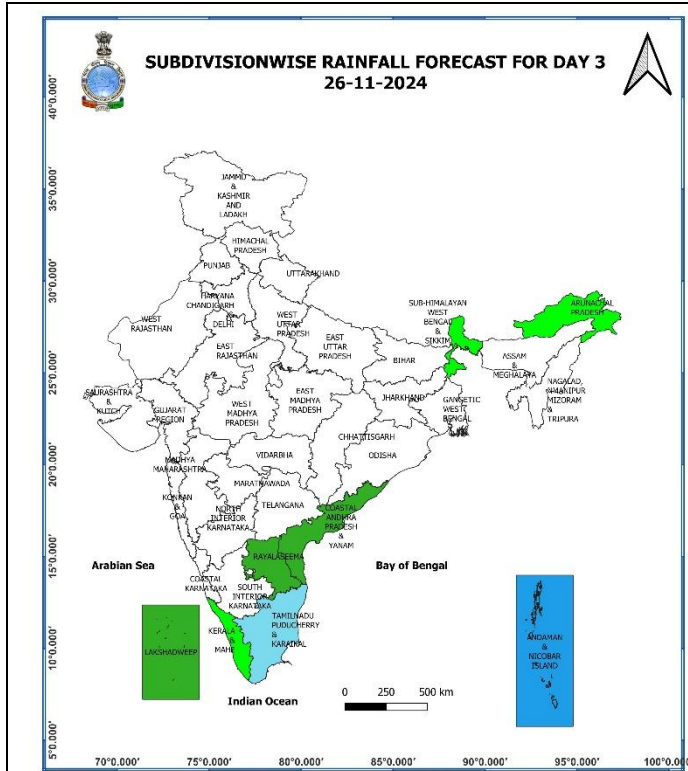 SUBDIVISIONWISE RAINFALL FORECAST FOR DAY 3
26-11-2024
40°0.000'
35°0.000'
30°0.000'
25°0.000'
20°0.000'
15°0.000'
10°0.000'
5°0.000'
JAMMU
&
KASHMIR
AND
LADAKH
HIMACHAL
PRADESH
PUNJAB
UTTARAKHAND
HARYANA
CHANDIGARH
&
DELHI
WEST
RAJASTHAN
WEST
UTTAR
PRADESH
EAST
RAJASTHAN
EAST
UTTAR
PRADESH
SUB-HIMALAYAN
WEST
BENGAL
&
SIKKIM
ARUNACHAL
PRADESH
BIHAR
ASSAM
&
MEGHALAYA
NAGALAD,
MANIPUR
MIZORAM
&
TRIPURA
SAURASHTRA
&
KUTCH
GUJARAT
REGION
WEST
MADHYA
PRADESH
EAST
MADHYA
PRADESH
JHARKHAND
GANGETIC
WEST
BENGAL
CHHATTISGARH
ODISHA
VIDARBHA
MADHYA
MAHARASHTRA
MARATHAWADA
KONKAN
&
GOA
NORTH
INTERIOR
KARNATAKA
TELANGANA
COASTAL
ANDHRA
PRADESH
&
YANAM
RAYALASEEMA
Arabian Sea
Bay of Bengal
COASTAL
KARNATAKA
SOUTH
INTERIOR
KARNATAKA
TAMILNADU
PUDUCHERRY
&
KARAIKAL
KERALA
&
MAHE
LAKSHADWEEP
ANDAMAN
&
NICOBAR
ISLAND
Indian Ocean
0 250 500 km
70°0.000' 75°0.000' 80°0.000' 85°0.000' 90°0.000' 95°0.000' 100°0.000'